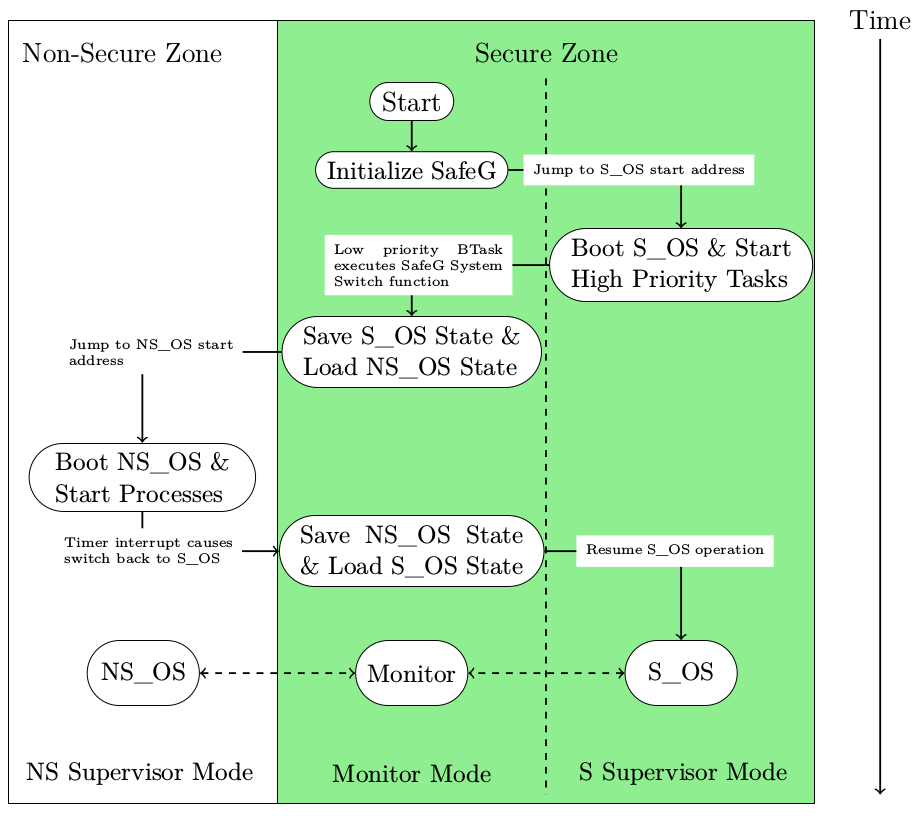 Time
Non-Secure Zone
Secure Zone
Start
Initialize SafeG
Jump to S_OS start address
Boot S_OS & Start
High Priority Tasks
Low priority BTask
executes SafeG System
Switch function
Save S_OS State &
Load NS_OS State
Jump to NS_OS start
address
Boot NS_OS &
Start Processes
Timer interrupt causes
switch back to S_OS
Save NS_OS State
& Load S_OS State
Resume S_OS operation
NS_OS
Monitor
S_OS
NS Supervisor Mode
Monitor Mode
S Supervisor Mode